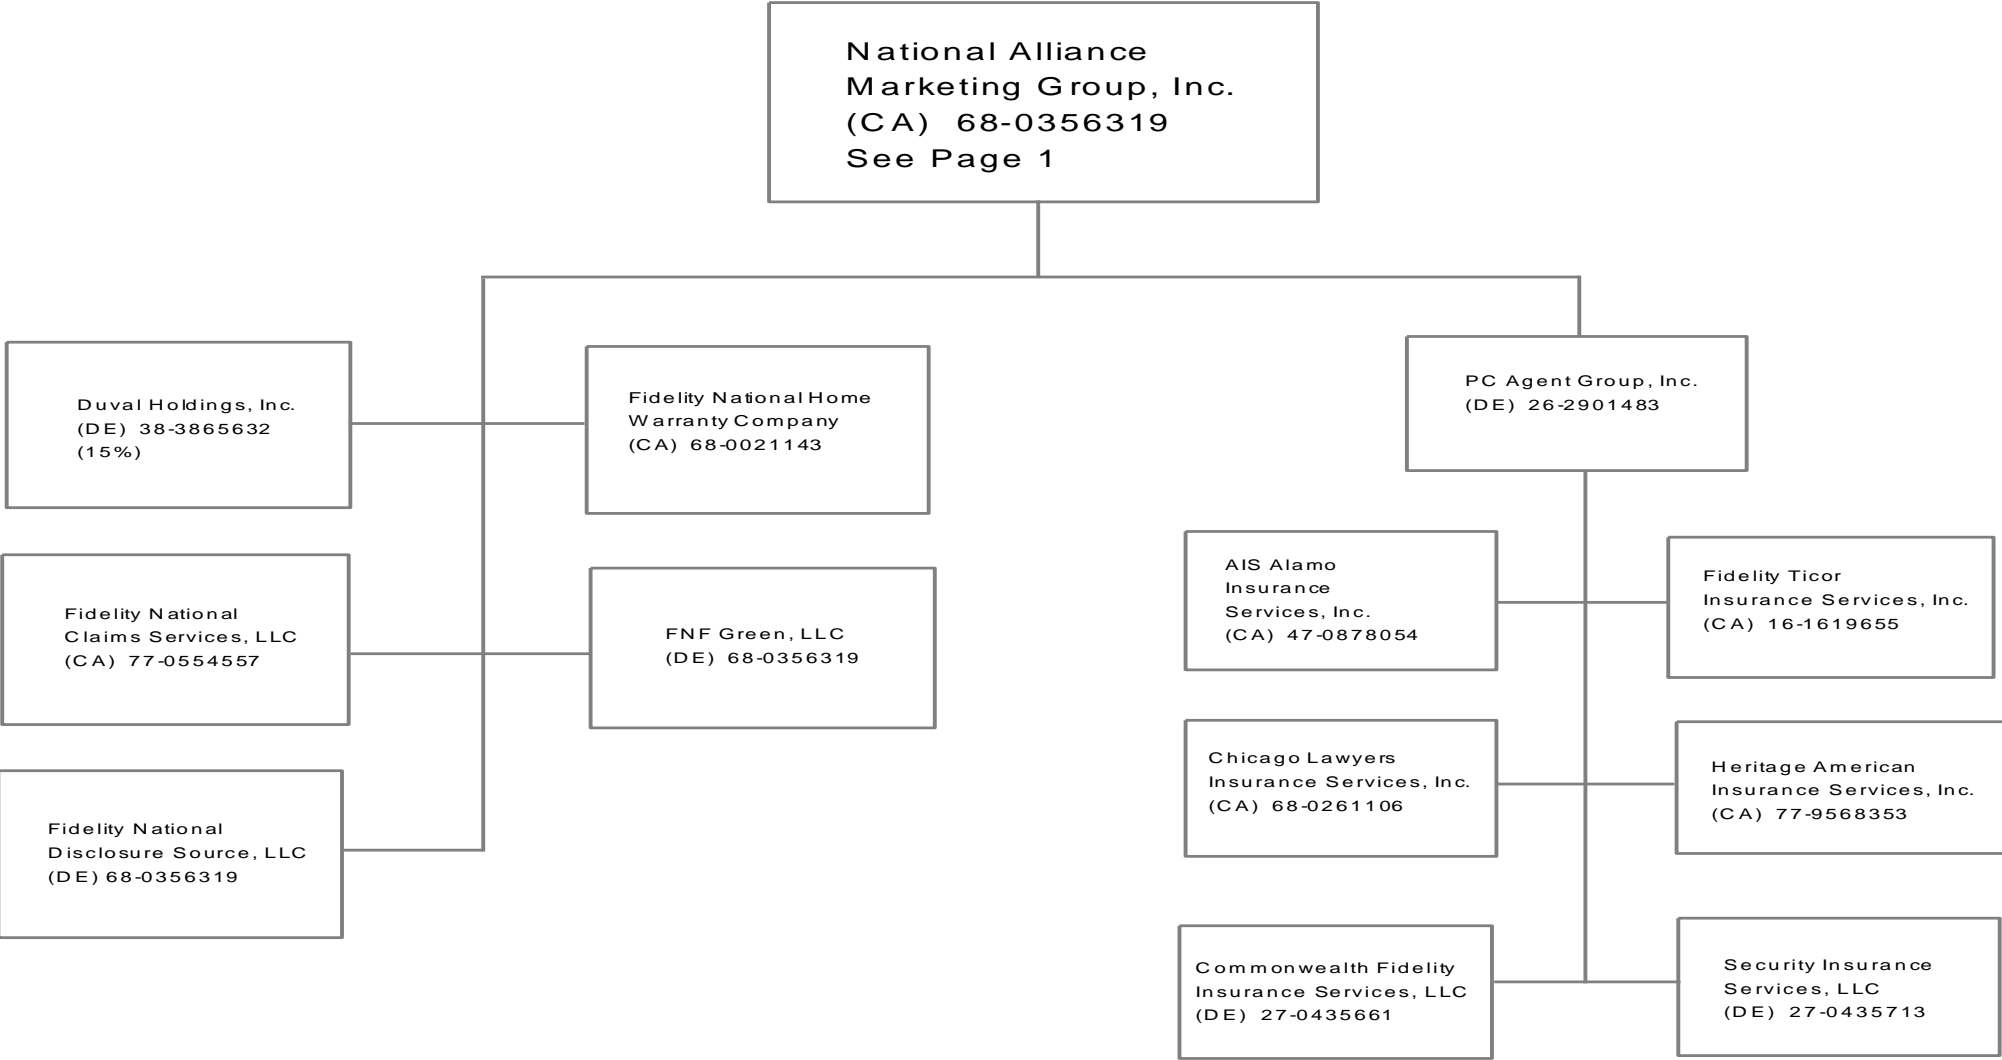 National Alliance
Marketing Group, Inc.
(CA) 68-0356319
See Page 1
Duval Holdings, Inc.
(DE) 38-3865632
(15%)
Fidelity National Home
Warranty Company
(CA) 68-0021143
PC Agent Group, Inc.
(DE) 26-2901483
Fidelity National
Claims Services, LLC
(CA) 77-0554557
FNF Green, LLC
(DE) 68-0356319
Fidelity National
Disclosure Source, LLC
(DE) 68-0356319
AIS Alamo
Insurance
Services, Inc.
(CA) 47-0878054
Fidelity Ticor
Insurance Services, Inc.
(CA) 16-1619655
Chicago Lawyers
Insurance Services, Inc.
(CA) 68-0261106
Heritage American
Insurance Services, Inc.
(CA) 77-9568353
Commonwealth Fidelity
Insurance Services, LLC
(DE) 27-0435661
Security Insurance
Services, LLC
(DE) 27-0435713